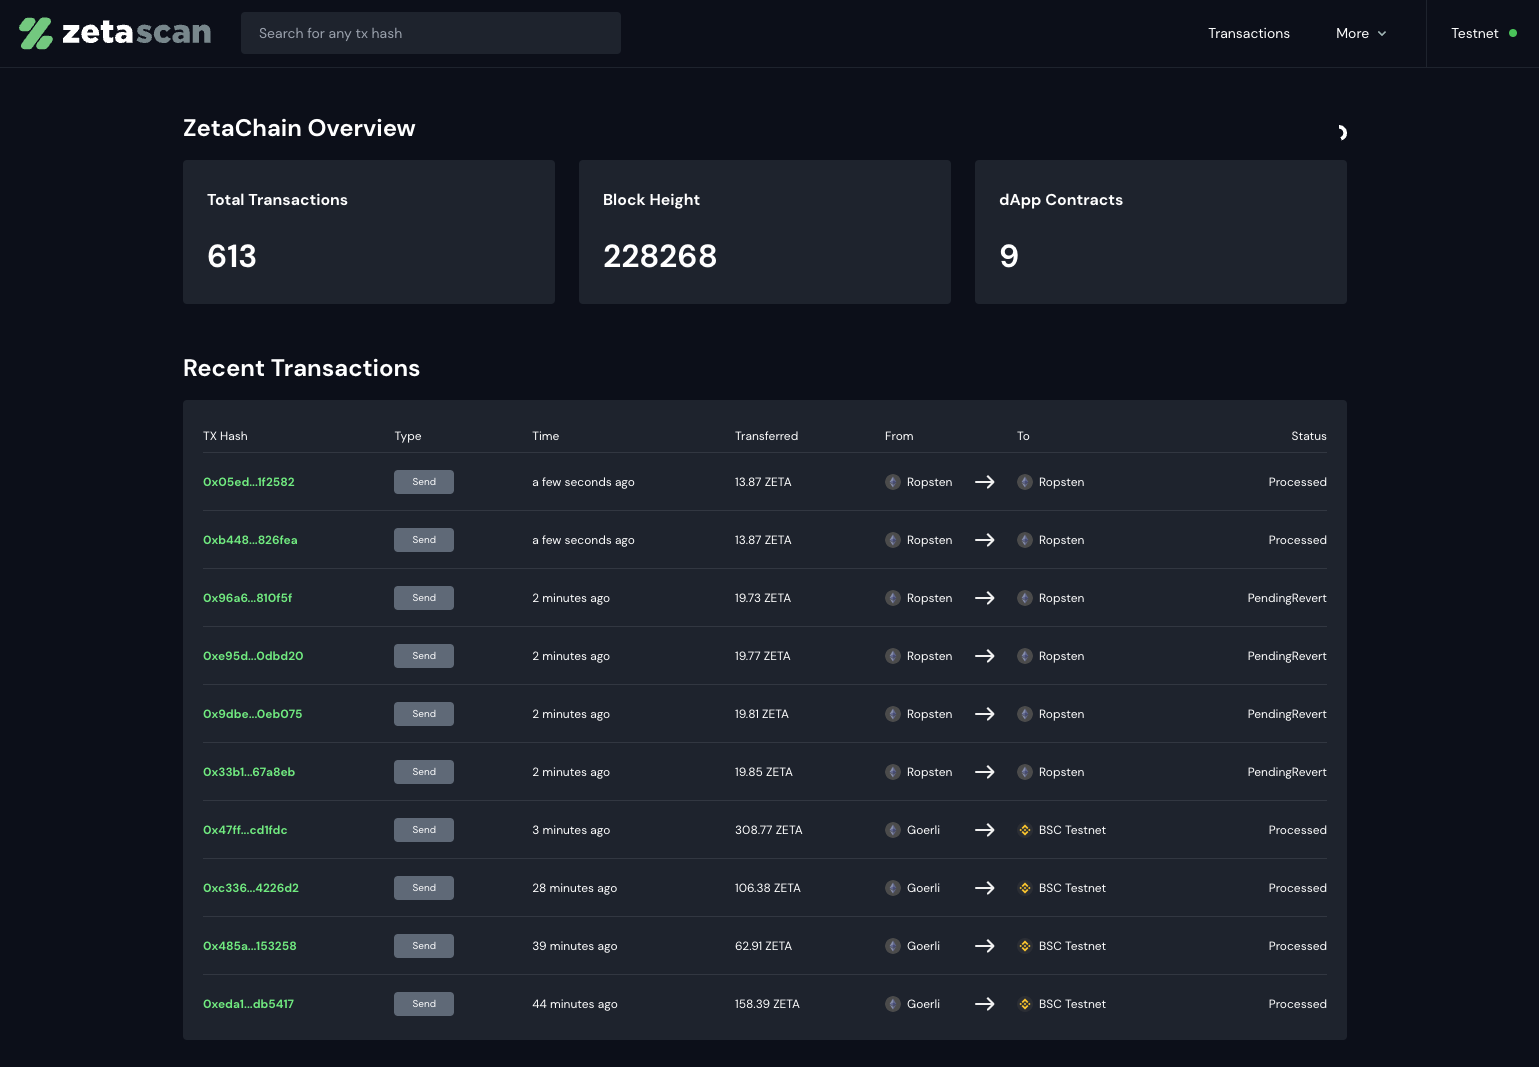 zetascan
Search for any tx hash
Transactions
More
Testnet
ZetaChain Overview
Total Transactions
613
Block Height
228268
dApp Contracts
9
Recent Transactions
TX Hash Type Time Transferred From To Status
0x05ed...1f2582 Send a few seconds ago 13.87 ZETA Ropsten Ropsten Processed
0xb448...826fea Send a few seconds ago 13.87 ZETA Ropsten Ropsten Processed
0x96a6...810f5f Send 2 minutes ago 19.73 ZETA Ropsten Ropsten PendingRevert
0xe95d...0dbd20 Send 2 minutes ago 19.77 ZETA Ropsten Ropsten PendingRevert
0x9dbe...0eb075 Send 2 minutes ago 19.81 ZETA Ropsten Ropsten PendingRevert
0x33b1...67a8eb Send 2 minutes ago 19.85 ZETA Ropsten Ropsten PendingRevert
0x47ff...cd1fdc Send 3 minutes ago 308.77 ZETA Goerli BSC Testnet Processed
0xc336...4226d2 Send 28 minutes ago 106.38 ZETA Goerli BSC Testnet Processed
0x485a...153258 Send 39 minutes ago 62.91 ZETA Goerli BSC Testnet Processed
0xeda1...db5417 Send 44 minutes ago 158.39 ZETA Goerli BSC Testnet Processed